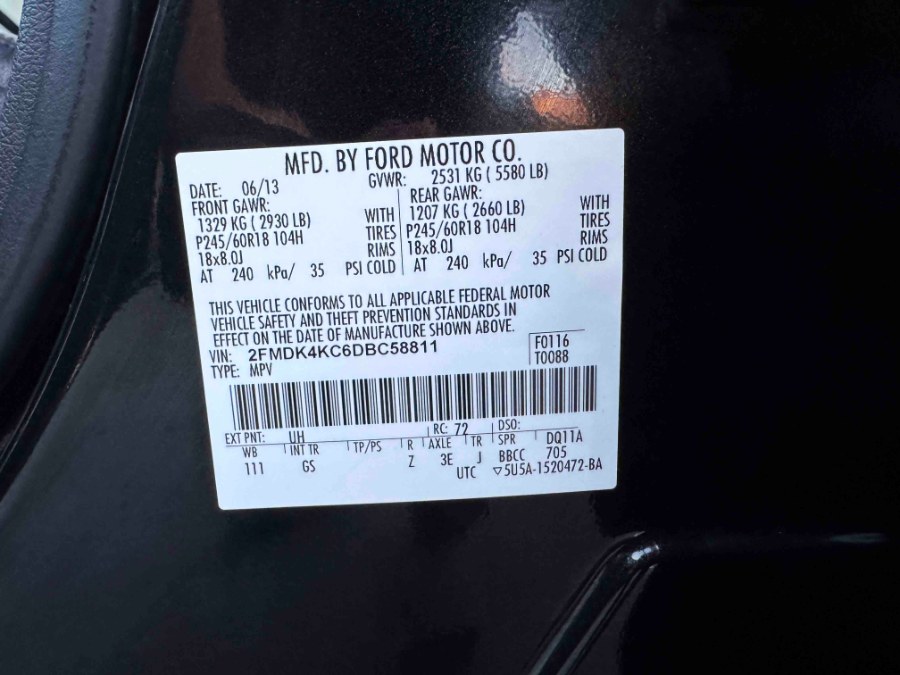 MFD. BY FORD MOTOR CO.
DATE: 06/13 GVWR: 2531 KG ( 5580 LB)
FRONT GAWR: REAR GAWR:
1329 KG ( 2930 LB) WITH 1207 KG ( 2660 LB) WITH
P245/60R18 104H TIRES P245/60R18 104H TIRES
18x8.0J RIMS 18x8.0J RIMS
AT 240 kPa/ 35 PSI COLD AT 240 kPa/ 35 PSI COLD
THIS VEHICLE CONFORMS TO ALL APPLICABLE FEDERAL MOTOR
VEHICLE SAFETY AND THEFT PREVENTION STANDARDS IN
EFFECT ON THE DATE OF MANUFACTURE SHOWN ABOVE.
VIN: 2FMDK4KC6DBC58811 F0116
TYPE: MPV T0088
EXT PNT: UH RC: 72 DSO:
WB INT TR TP/PS R AXLE TR SPR DQ11A
111 GS Z 3E J BBCC 705
UTC ▽5U5A-1520472-BA